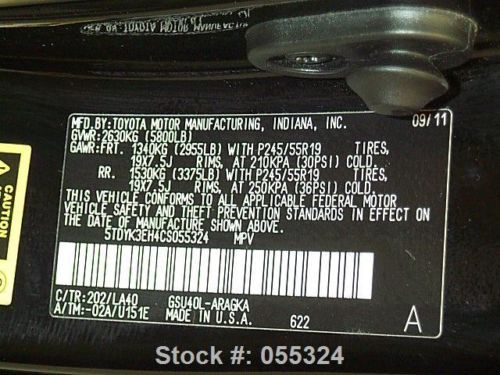 MFD.BY: TOYOTA MOTOR MANUFACTURING, INDIANA, INC. 09/11
GVWR: 2630KG (5800LB)
GAWR: FRT. 1340KG (2955LB) WITH P245/55R19 TIRES,
19X7.5J RIMS, AT 210KPA (30PSI) COLD.
RR. 1530KG (3375LB) WITH P245/55R19 TIRES,
19X7.5J RIMS, AT 250KPA (36PSI) COLD.
THIS VEHICLE CONFORMS TO ALL APPLICABLE FEDERAL MOTOR
VEHICLE SAFETY AND THEFT PREVENTION STANDARDS IN EFFECT ON
THE DATE OF MANUFACTURE SHOWN ABOVE.
5TDYK3EH4CS055324 MPV
C/TR: 202/LA40 GSU40L-ARAGKA
A/TM: -02A/U151E MADE IN U.S.A. 622 A
CAUTION
Stock #: 055324